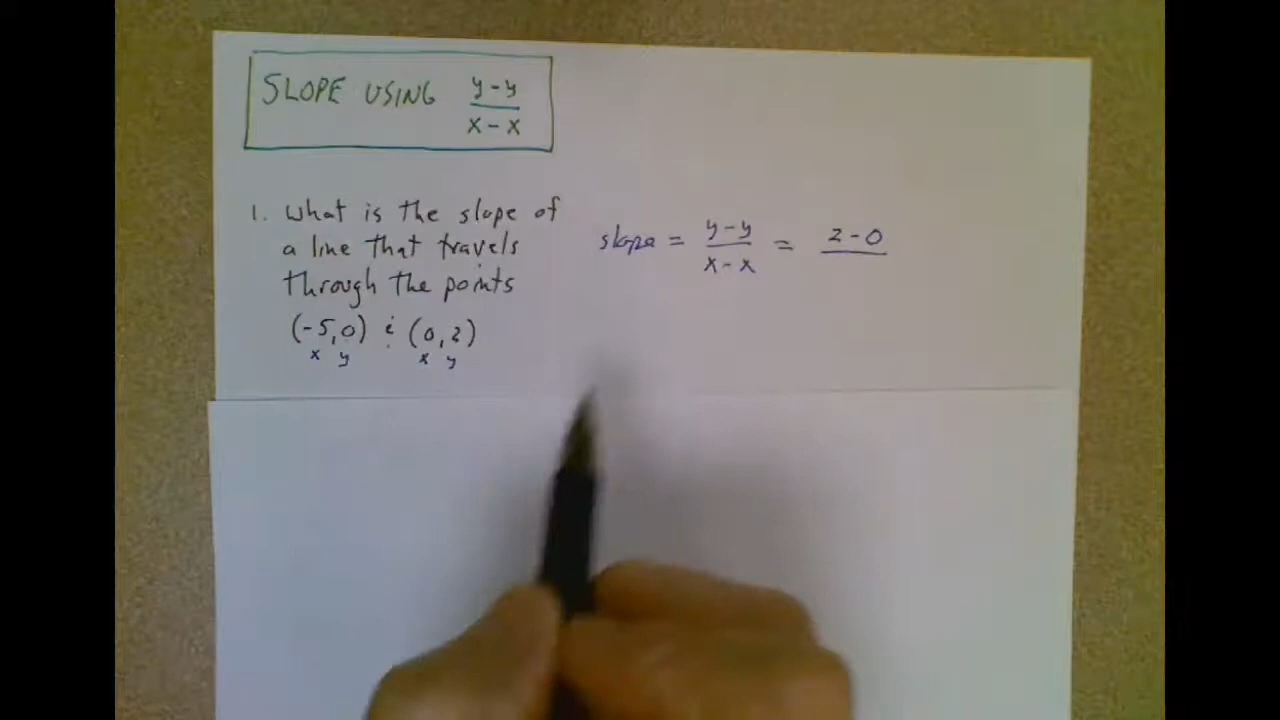 SLOPE USING y-y
x-x
1. What is the slope of
a line that travels
through the points
(-5,0) & (0,2)
x y x y
slope = y-y = 2-0
x-x